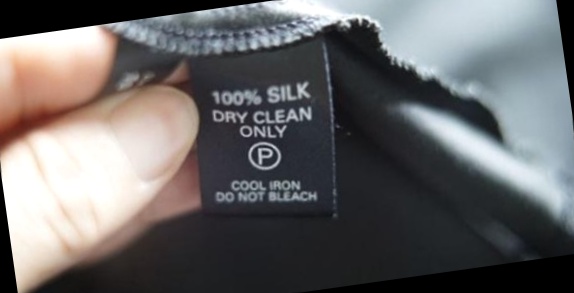 100% SILK
DRY CLEAN
ONLY
P
COOL IRON
DO NOT BLEACH